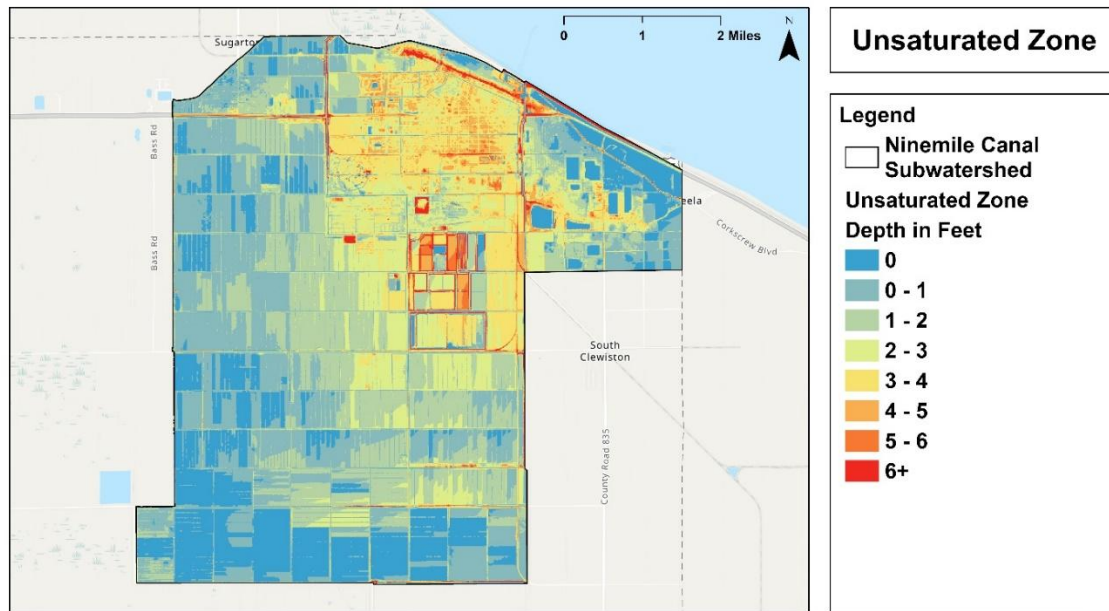 Sugarto
N
0 1 2 Miles
Bass Rd
Bass Rd
eela
Corkscrew Blvd
South
Clewiston
County Road 835
Unsaturated Zone
Legend
Ninemile Canal
Subwatershed
Unsaturated Zone
Depth in Feet
0
0 - 1
1 - 2
2 - 3
3 - 4
4 - 5
5 - 6
6+